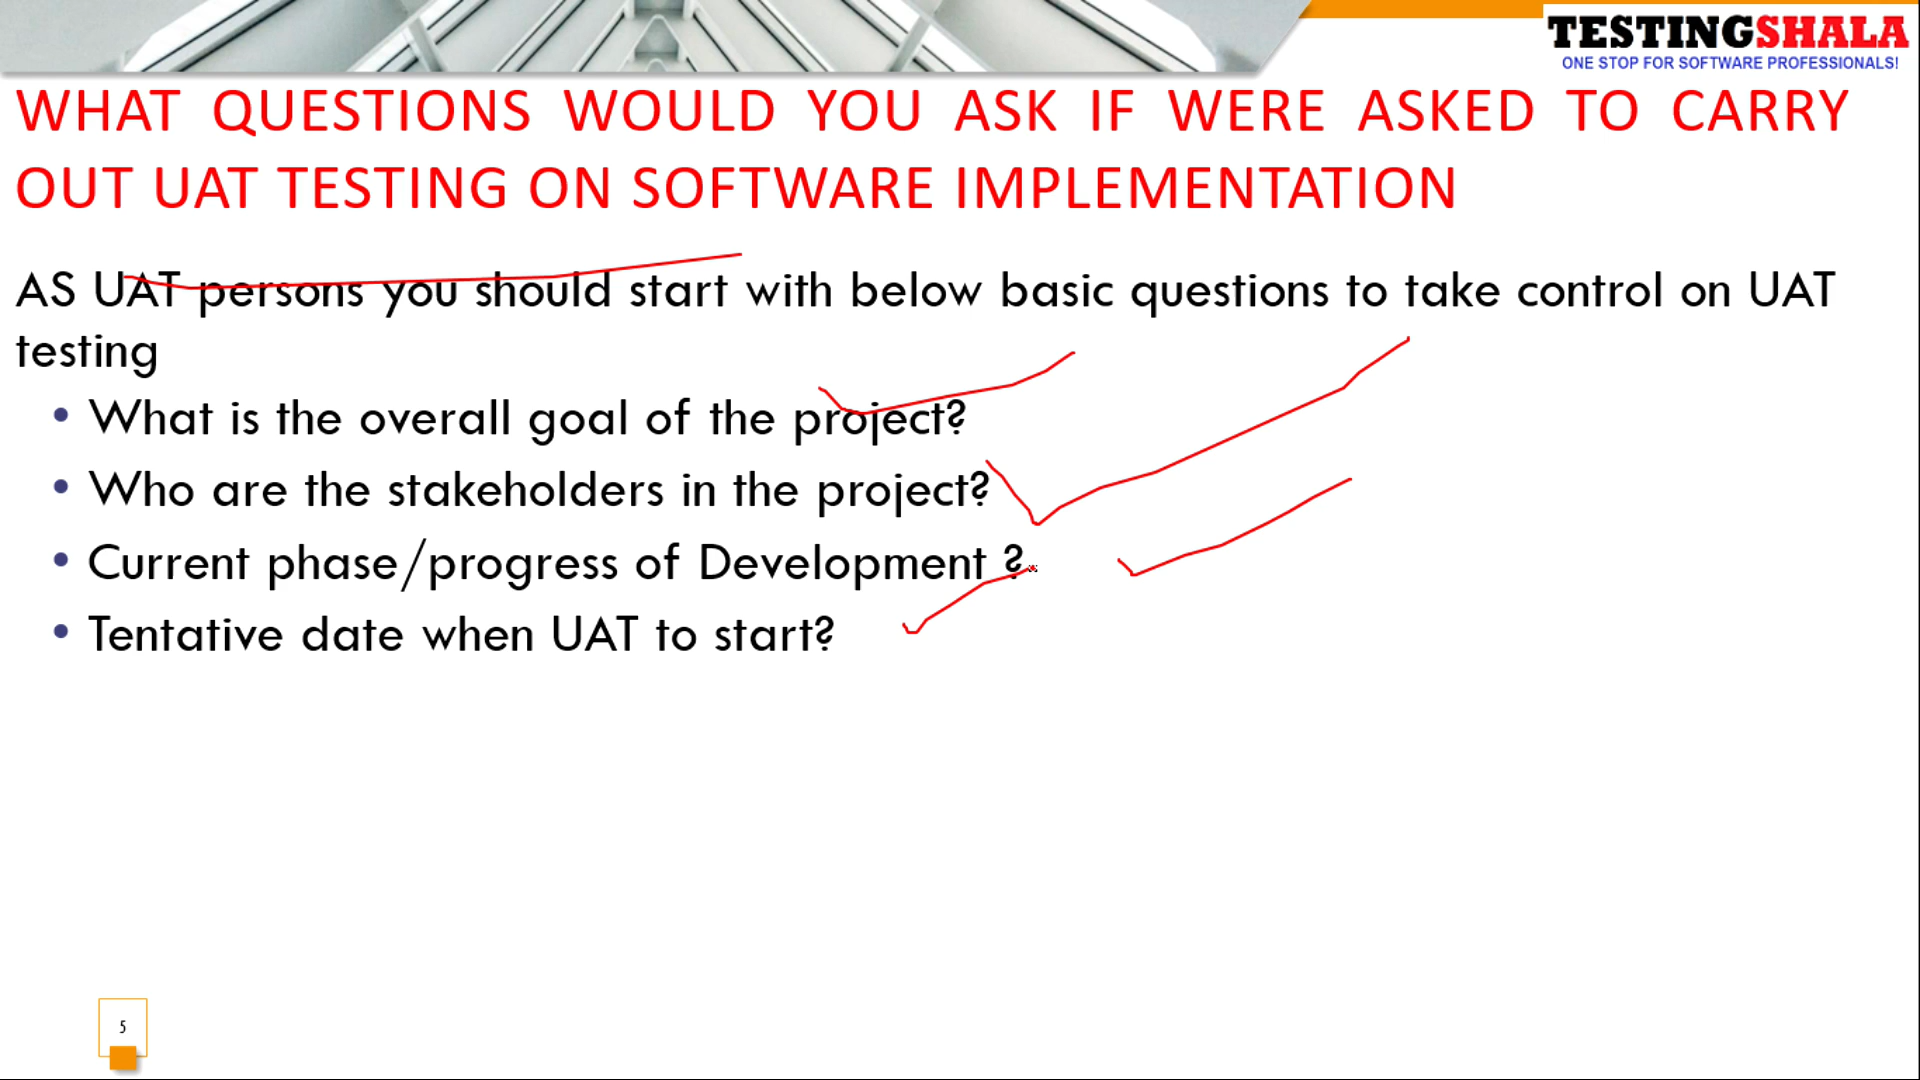 TESTINGSHALA
ONE STOP FOR SOFTWARE PROFESSIONALS!
WHAT QUESTIONS WOULD YOU ASK IF WERE ASKED TO CARRY
OUT UAT TESTING ON SOFTWARE IMPLEMENTATION
AS UAT persons you should start with below basic questions to take control on UAT
testing
• What is the overall goal of the project?
• Who are the stakeholders in the project?
• Current phase/progress of Development ?
• Tentative date when UAT to start?
5